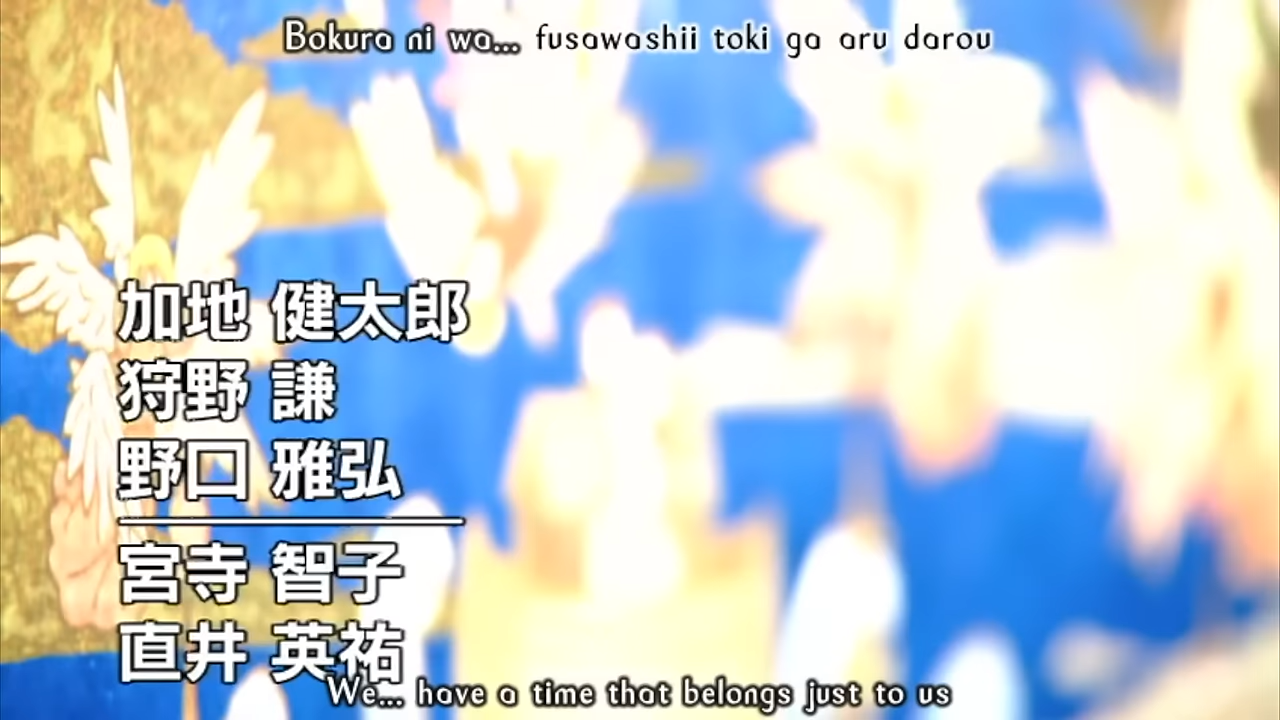 Bokura ni wa... fusawashii toki ga aru darou
加地 健太郎
狩野 謙
野口 雅弘
宮寺 智子
直井 英祐
We... have a time that belongs just to us